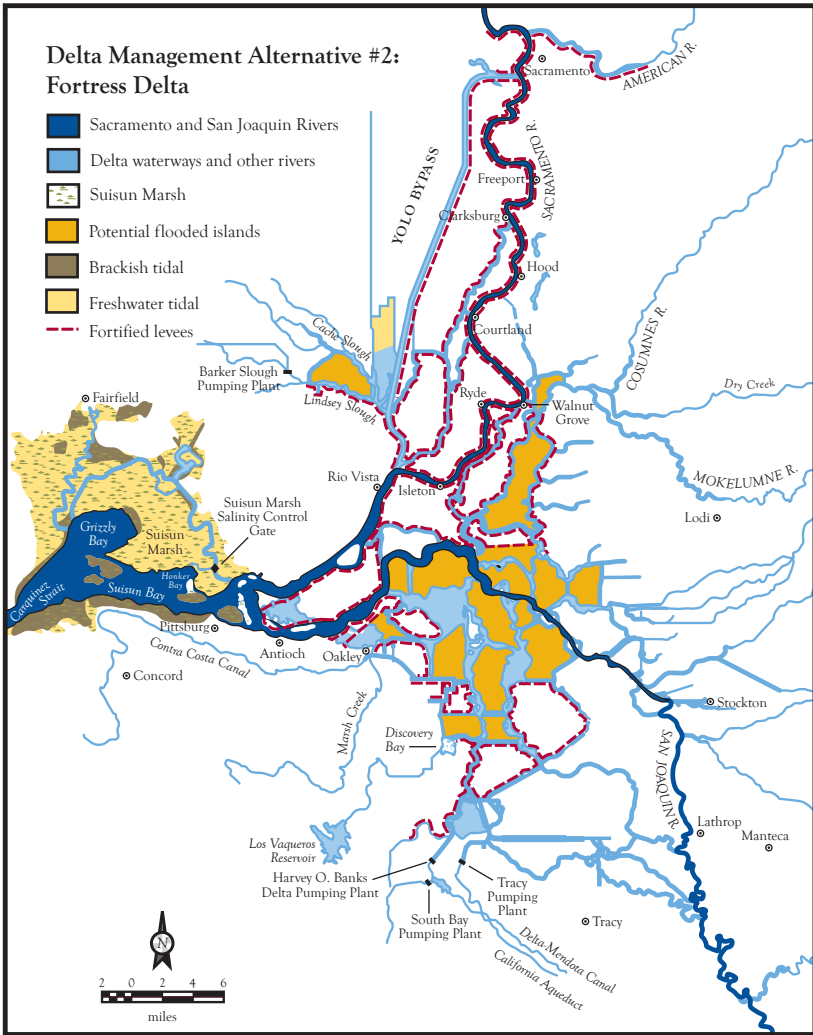 Delta Management Alternative #2:
Fortress Delta
Sacramento and San Joaquin Rivers
Delta waterways and other rivers
Suisun Marsh
Potential flooded islands
Brackish tidal
Freshwater tidal
Fortified levees
Sacramento
AMERICAN R.
YOLO BYPASS
SACRAMENTO R.
Freeport
Clarksburg
Hood
Courtland
COSUMNES R.
Cache Slough
Barker Slough
Pumping Plant
Lindsey Slough
Ryde
Walnut
Grove
Dry Creek
Fairfield
MOKELUMNE R.
Rio Vista
Isleton
Lodi
Suisun Marsh
Salinity Control
Gate
Grizzly
Bay
Suisun
Marsh
Honker
Bay
Suisun Bay
Carquinez
Strait
Pittsburg
Antioch
Oakley
Contra Costa Canal
Concord
Marsh Creek
Stockton
Discovery
Bay
SAN JOAQUIN R.
Los Vaqueros
Reservoir
Lathrop
Manteca
Harvey O. Banks
Delta Pumping Plant
Tracy
Pumping
Plant
South Bay
Pumping Plant
Tracy
Delta-Mendota Canal
California Aqueduct
N
2 0 2 4 6
miles